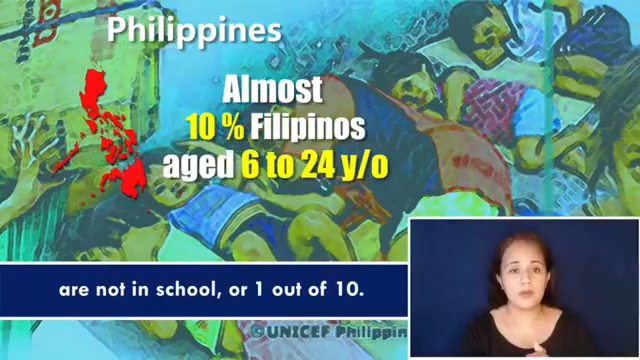 Philippines
Almost
10 % Filipinos
aged 6 to 24 y/o
are not in school, or 1 out of 10.
©UNICEF Philippin